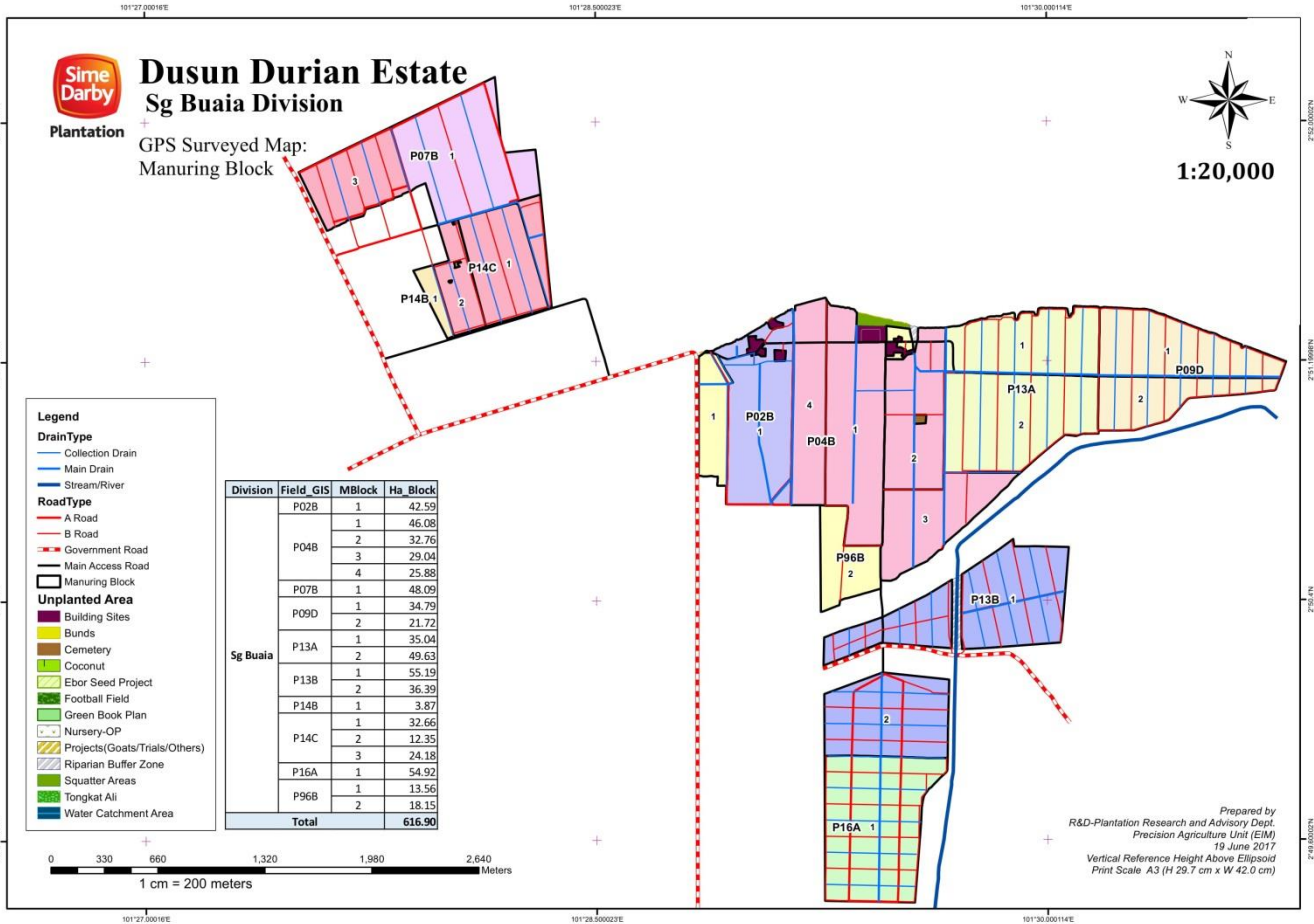 101°27.00016'E
101°28.500023'E
101°30.000114'E
Sime
Darby
Plantation
Dusun Durian Estate
Sg Buaia Division
GPS Surveyed Map:
Manuring Block
N
W
E
S
1:20,000
2°52.00002'N
2°51.19998'N
2°50.4'N
2°49.60002'N
P07B 1
3
P14C 1
P14B 1
2
1
P02B
1
4
P04B
1
2
3
P96B
2
1
P13A
2
1
P09D
2
P13B 1
2
P16A 1
Legend
DrainType
Collection Drain
Main Drain
Stream/River
RoadType
A Road
B Road
Government Road
Main Access Road
Manuring Block
Unplanted Area
Building Sites
Bunds
Cemetery
Coconut
Ebor Seed Project
Football Field
Green Book Plan
Nursery-OP
Projects(Goats/Trials/Others)
Riparian Buffer Zone
Squatter Areas
Tongkat Ali
Water Catchment Area
Division Field_GIS MBlock Ha_Block
Sg Buaia
P02B 1 42.59
P04B 1 46.08
2 32.76
3 29.04
4 25.88
P07B 1 48.09
P09D 1 34.79
2 21.72
P13A 1 35.04
2 49.63
P13B 1 55.19
2 36.39
P14B 1 3.87
P14C 1 32.66
2 12.35
3 24.18
P16A 1 54.92
P96B 1 13.56
2 18.15
Total 616.90
0 330 660 1,320 1,980 2,640
Meters
1 cm = 200 meters
Prepared by
R&D-Plantation Research and Advisory Dept.
Precision Agriculture Unit (EIM)
19 June 2017
Vertical Reference Height Above Ellipsoid
Print Scale A3 (H 29.7 cm x W 42.0 cm)
101°27.00016'E
101°28.500023'E
101°30.000114'E